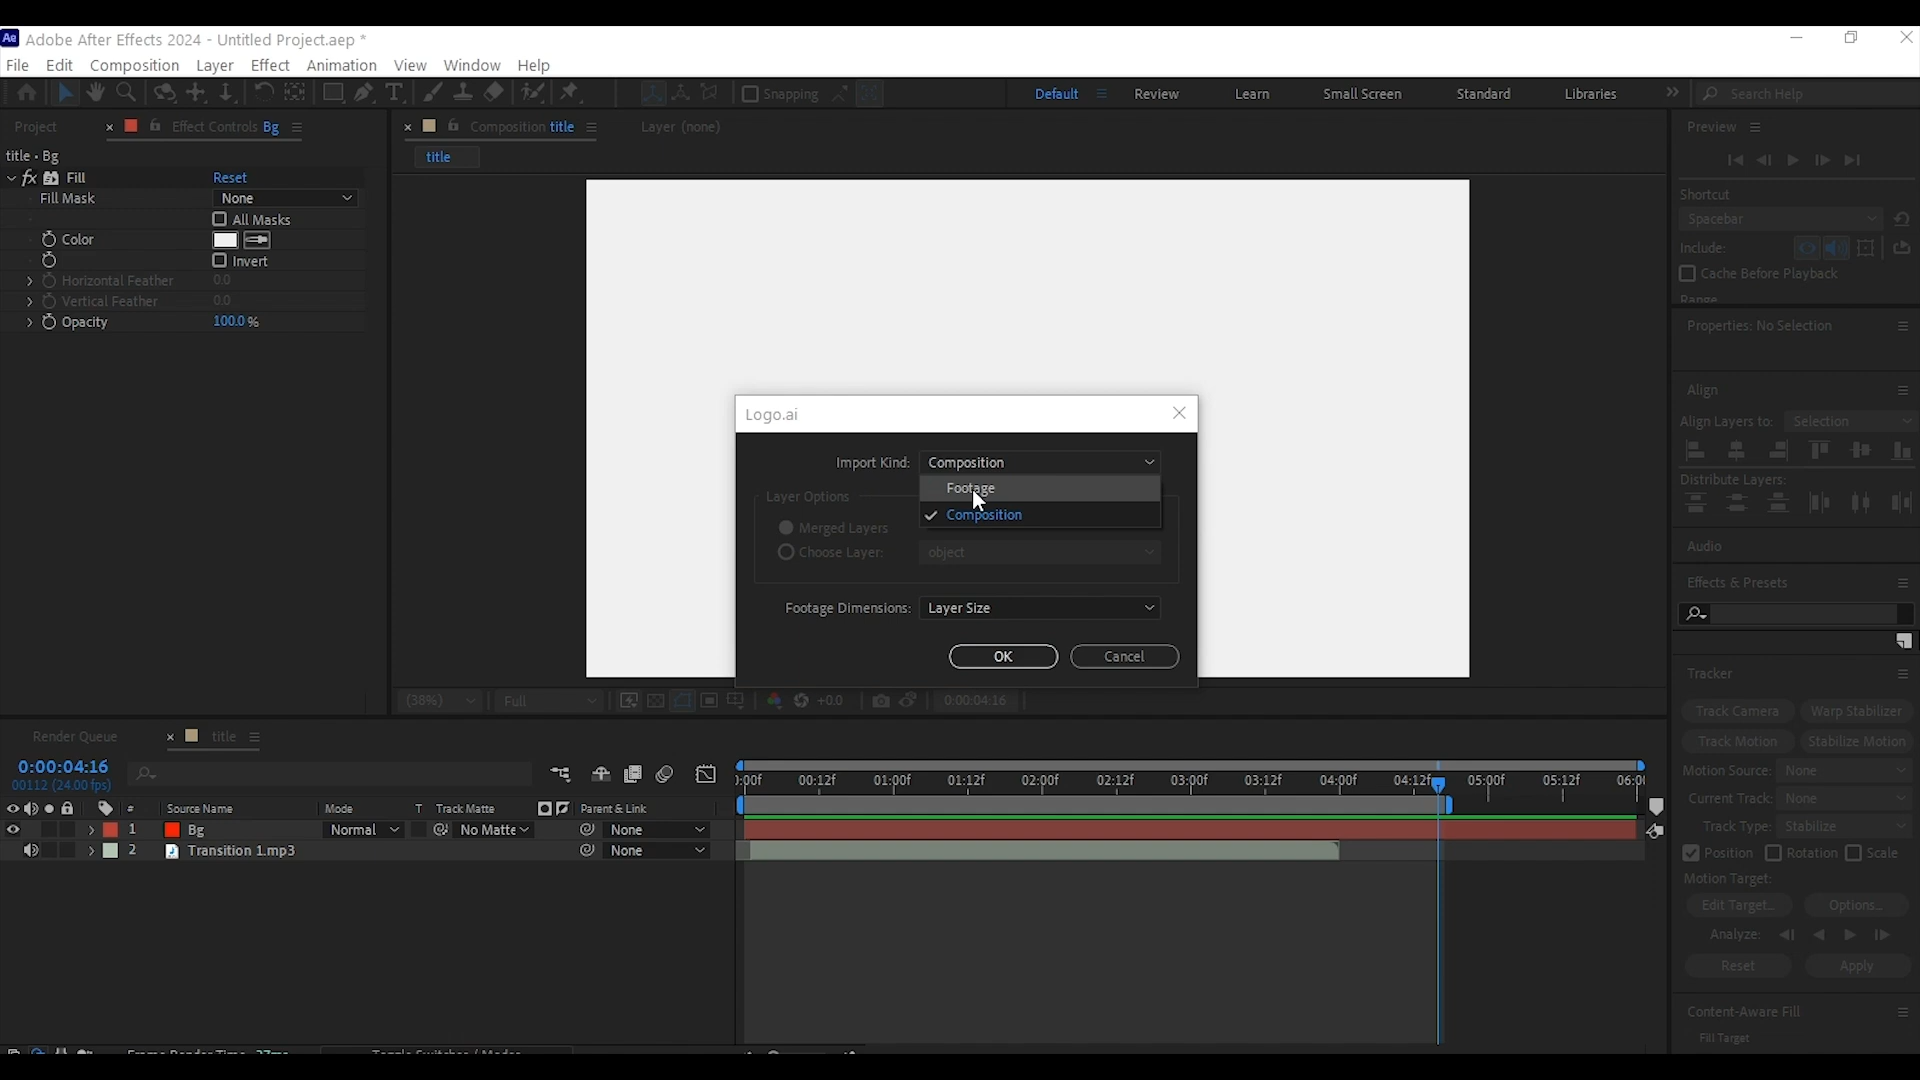 Ae Adobe After Effects 2024 - Untitled Project.aep *
File Edit Composition Layer Effect Animation View Window Help
Snapping Default Review Learn Small Screen Standard Libraries Search Help
Project Effect Controls Bg Composition title Layer (none) Preview
title • Bg title
fx Fill Reset
Fill Mask None
All Masks
Color
Invert
Horizontal Feather 0.0
Vertical Feather 0.0
Opacity 100.0 %
Shortcut
Spacebar
Include:
Cache Before Playback
Range
Properties: No Selection
Align
Align Layers to: Selection
Distribute Layers:
Audio
Effects & Presets
Tracker
Track Camera Warp Stabilizer
Track Motion Stabilize Motion
Motion Source: None
Current Track: None
Track Type: Stabilize
Position Rotation Scale
Motion Target:
Edit Target... Options...
Analyze:
Reset Apply
Content-Aware Fill
Fill Target
Logo.ai
Import Kind: Composition
Footage
Composition
Layer Options
Merged Layers
Choose Layer: object
Footage Dimensions: Layer Size
OK Cancel
(38%) Full +0.0 0:00:04:16
Render Queue title
0:00:04:16
00112 (24.00 fps)
):00f 00:12f 01:00f 01:12f 02:00f 02:12f 03:00f 03:12f 04:00f 04:12f 05:00f 05:12f 06:0
# Source Name Mode T Track Matte Parent & Link
1 Bg Normal No Matte None
2 Transition 1.mp3 None